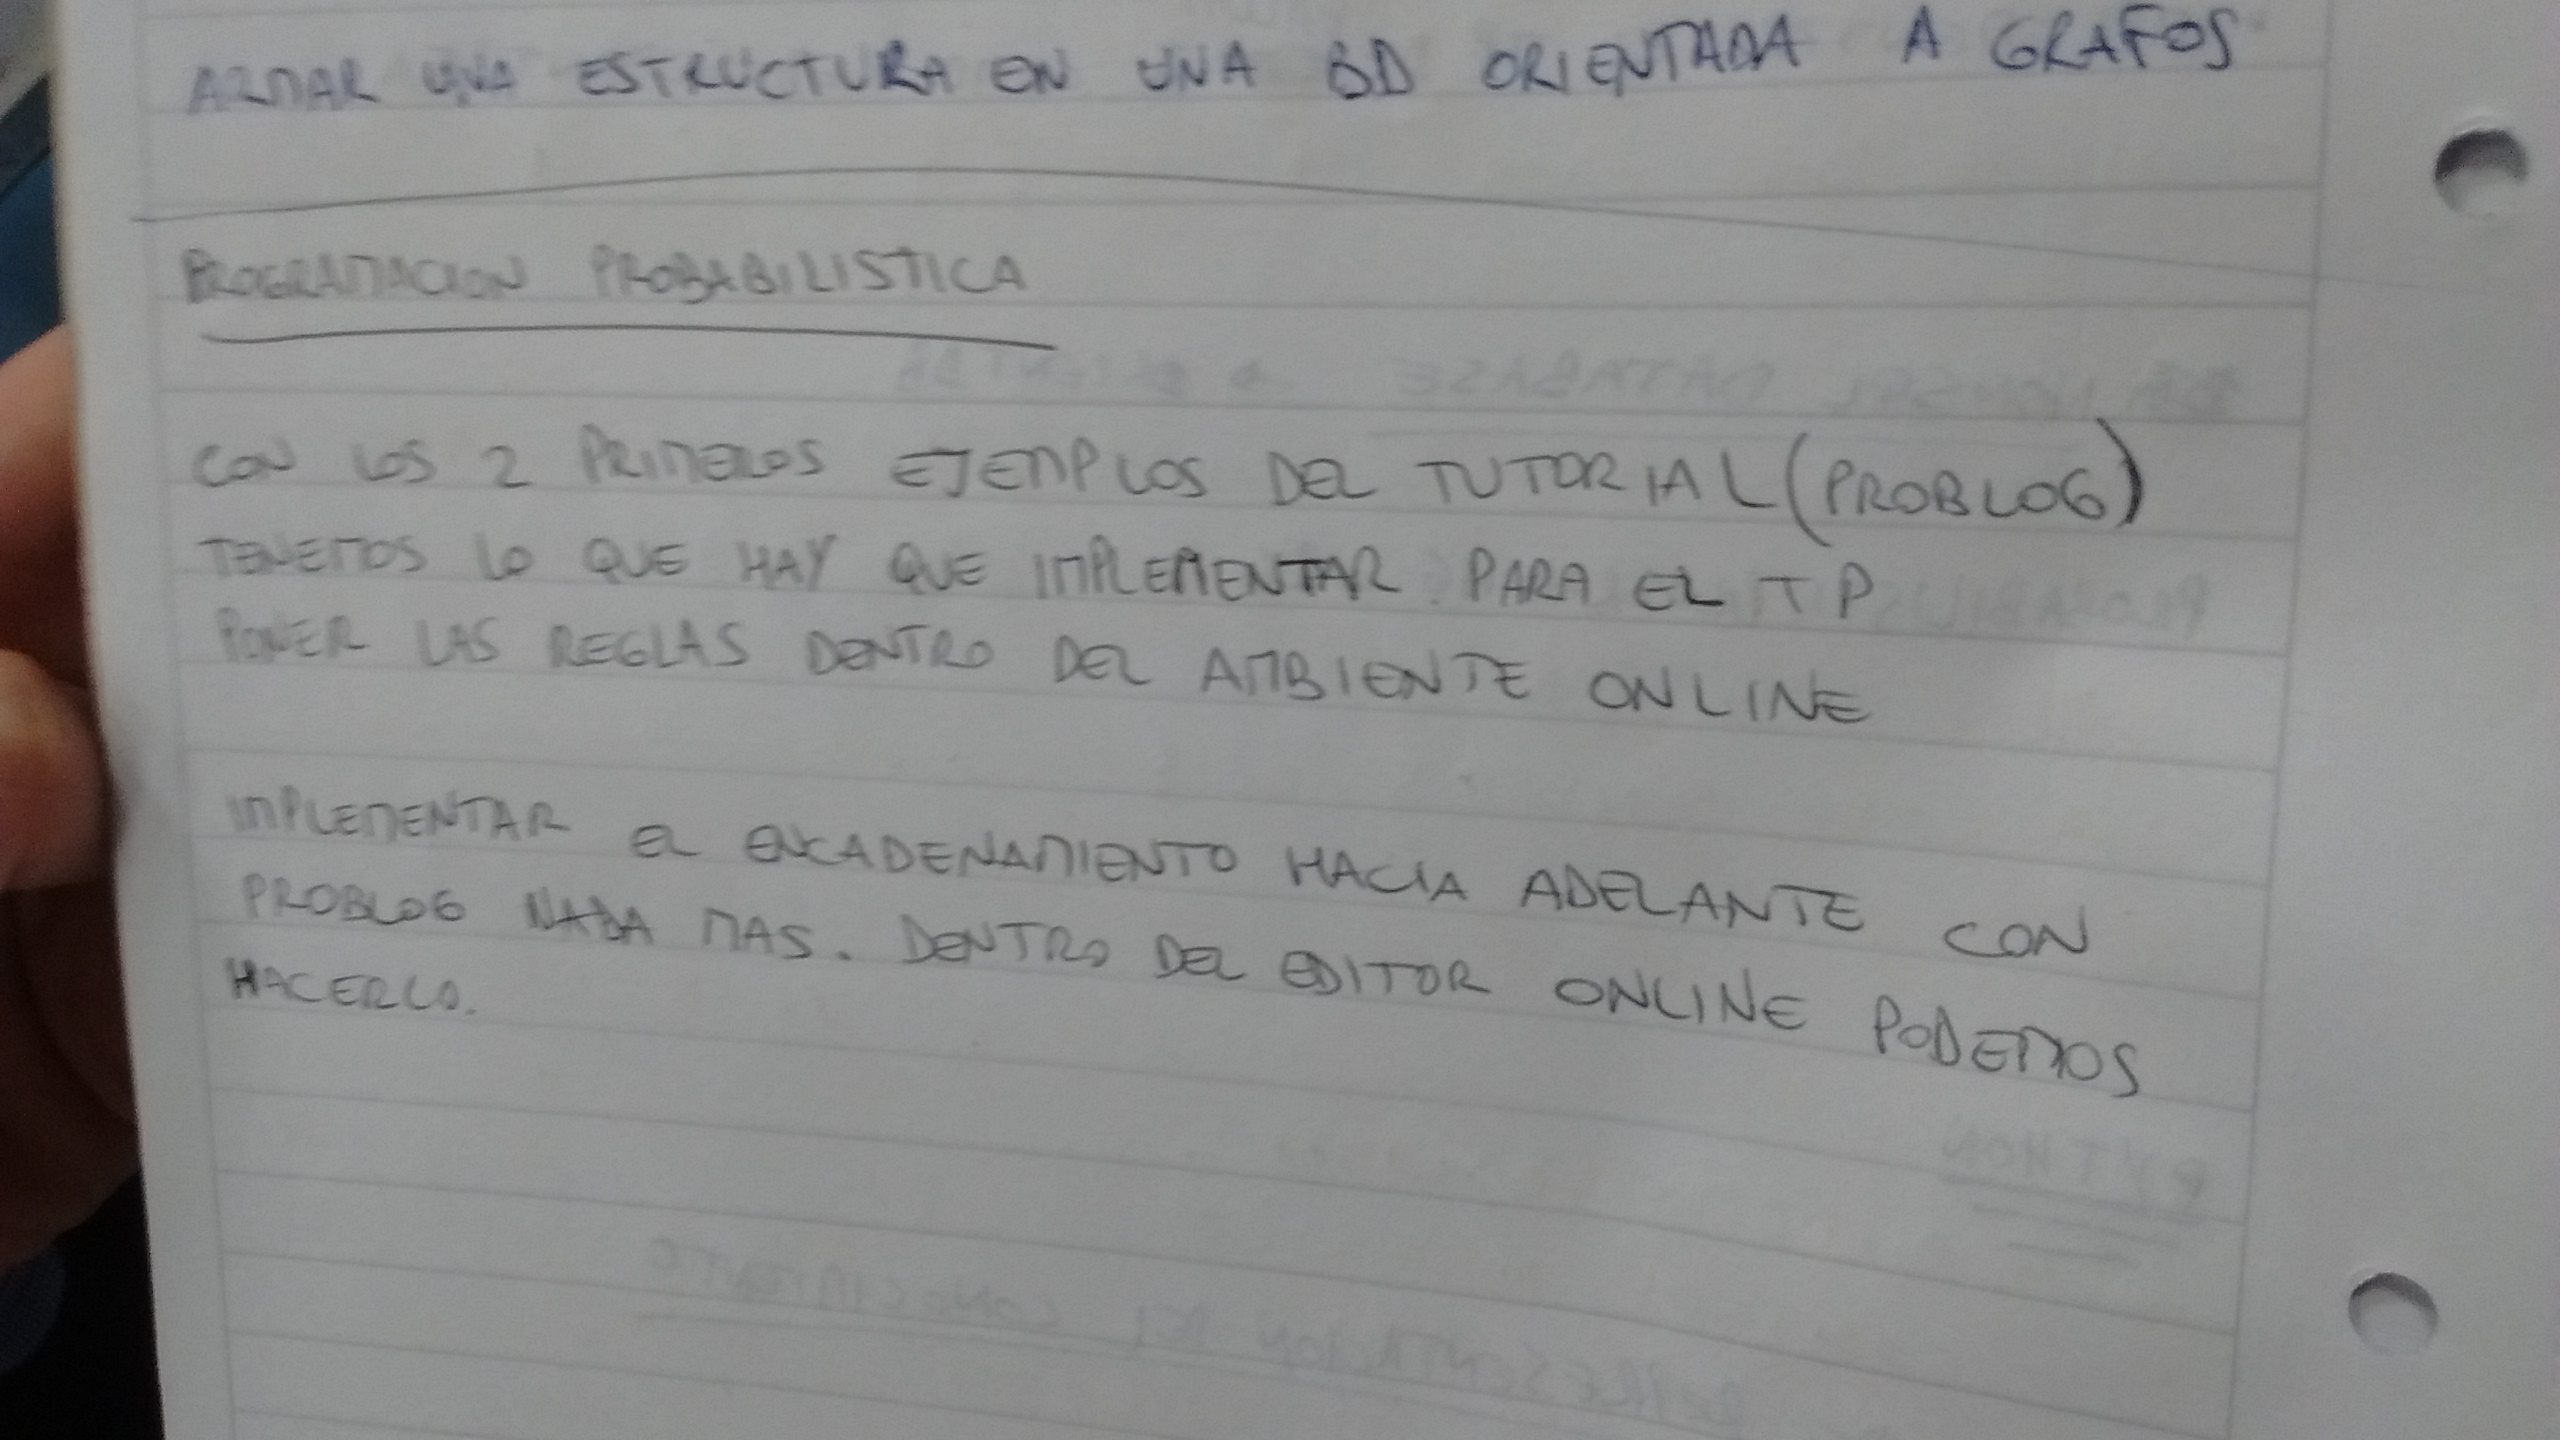 ARMAR UNA ESTRUCTURA EN UNA BD ORIENTADA A GRAFOS
PROGRAMACION PROBABILISTICA
CON LOS 2 PRIMEROS EJEMPLOS DEL TUTORIAL (PROBLOG)
TENEMOS LO QUE HAY QUE IMPLEMENTAR PARA EL TP
PONER LAS REGLAS DENTRO DEL AMBIENTE ONLINE
IMPLEMENTAR EL ENCADENAMIENTO HACIA ADELANTE CON
PROBLOG NADA MAS. DENTRO DEL EDITOR ONLINE PODEMOS
HACERLO.